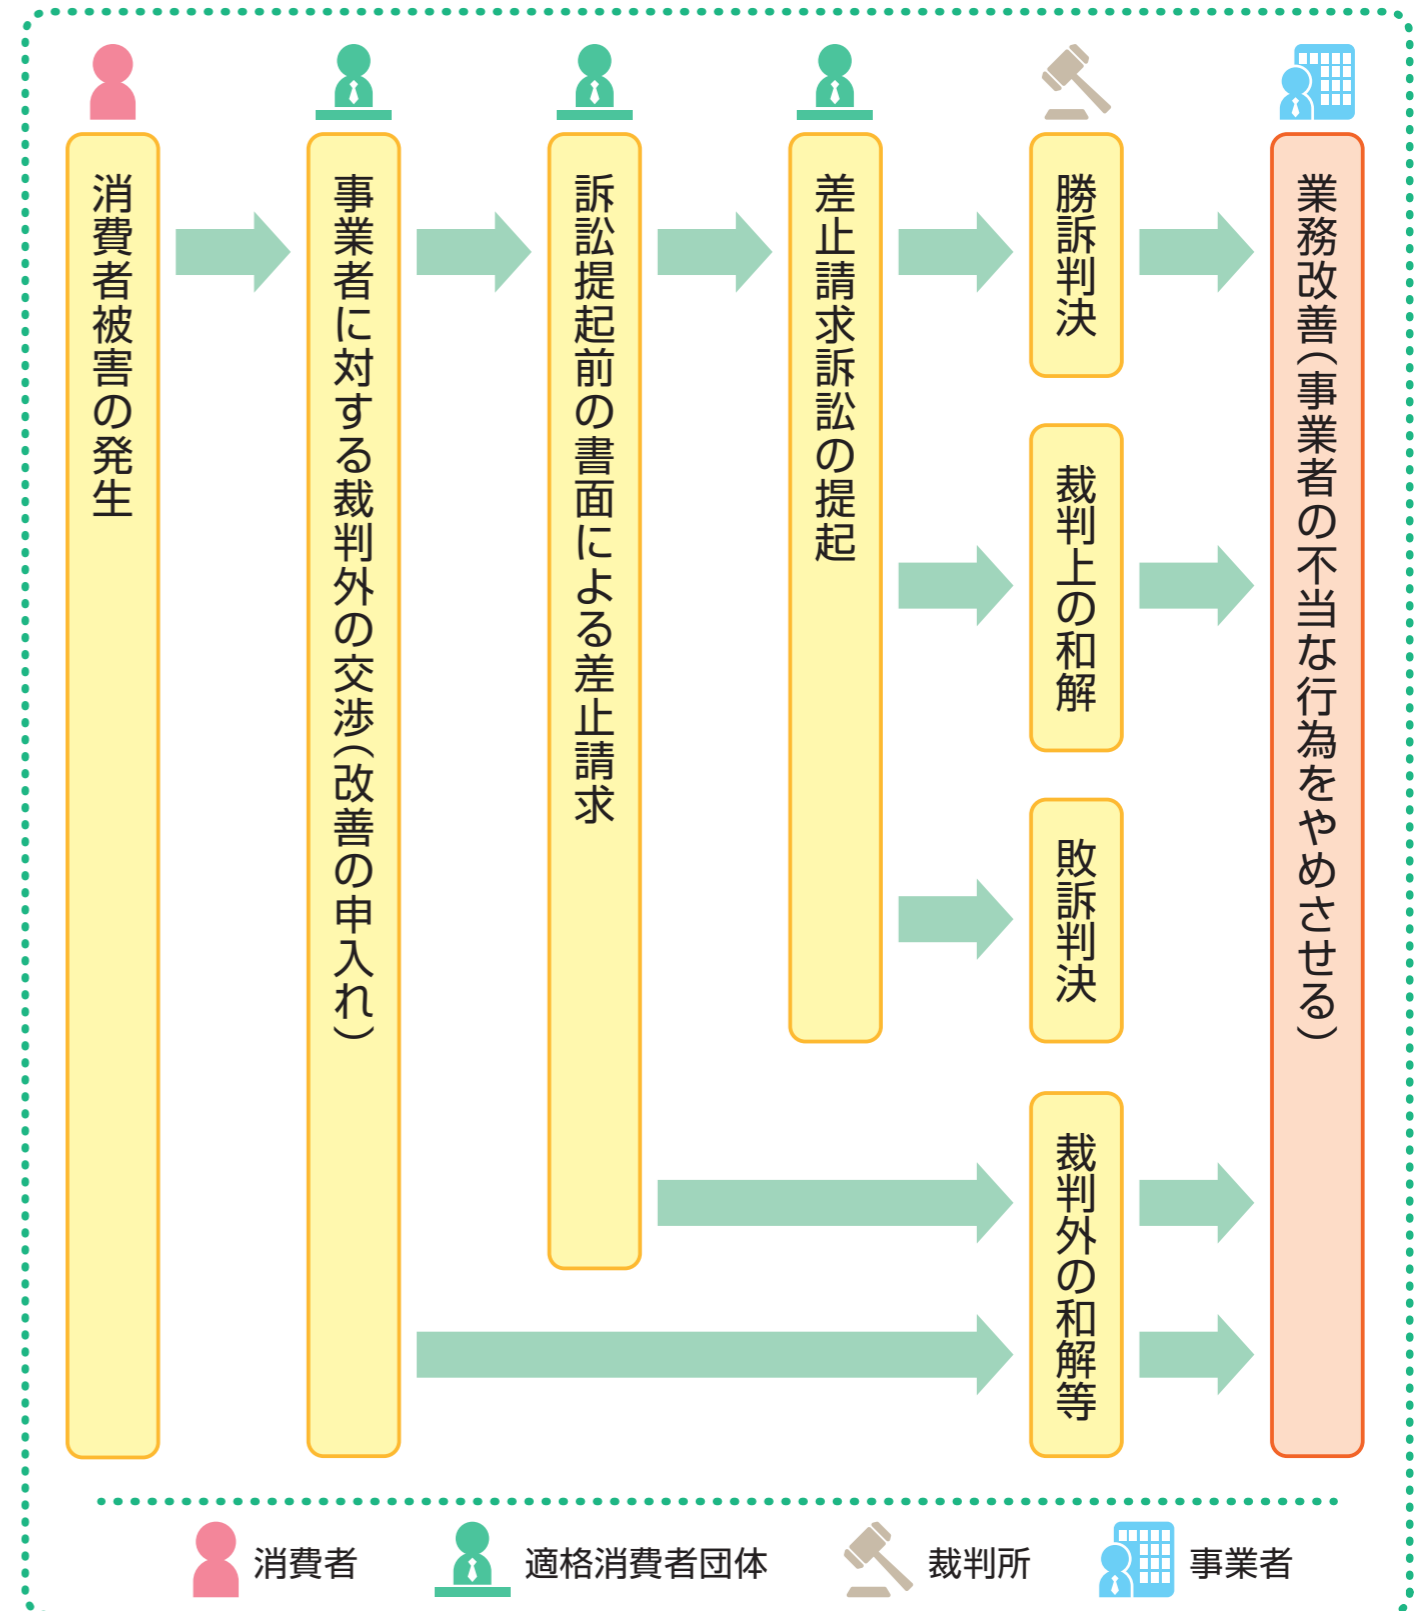 消費者被害の発生
事業者に対する裁判外の交渉（改善の申入れ）
訴訟提起前の書面による差止請求
差止請求訴訟の提起
勝訴判決
裁判上の和解
敗訴判決
裁判外の和解等
業務改善（事業者の不当な行為をやめさせる）
消費者
適格消費者団体
裁判所
事業者